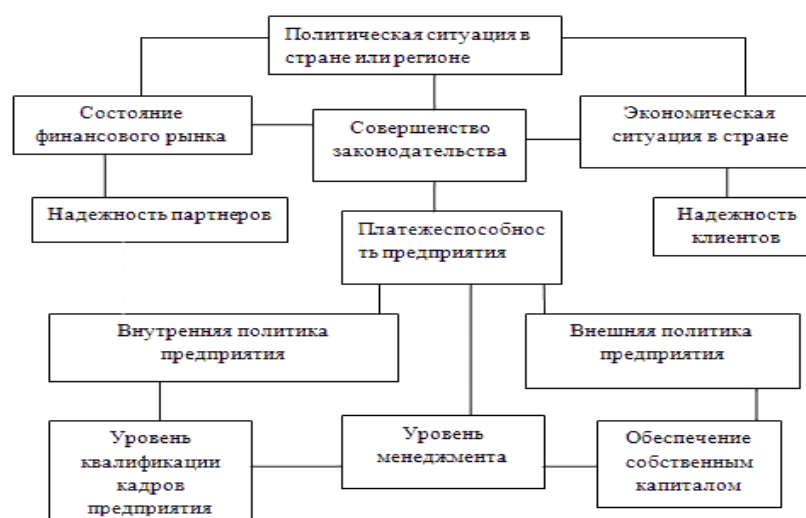 Политическая ситуация в
стране или регионе
Состояние
финансового рынка
Совершенство
законодательства
Экономическая
ситуация в стране
Надежность партнеров
Платежеспособнос
ть предприятия
Надежность
клиентов
Внутренняя политика
предприятия
Внешняя политика
предприятия
Уровень
квалификации
кадров
предприятия
Уровень
менеджмента
Обеспечение
собственным
капиталом